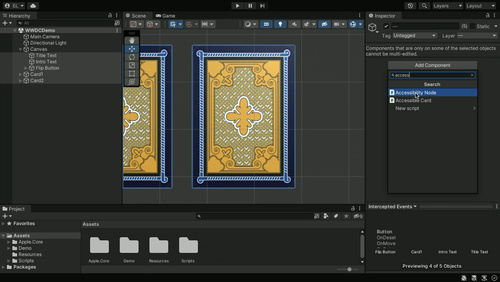 EL
Layers
Layout
Hierarchy
All
WWDCDemo
Main Camera
Directional Light
Canvas
Title Text
Intro Text
Flip Button
Card1
Card2
Scene
Game
Inspector
Static
Tag Untagged
Layer
Components that are only on some of the selected objects
cannot be multi-edited.
Add Component
access
Search
Accessibility Node
Accessible Card
New script
Project
Favorites
Assets
Apple.Core
Demo
Resources
Scripts
Packages
Assets
Apple.Core
Demo
Resources
Scripts
Intercepted Events
Button
OnDeselect
OnMove
Flip Button
Card1
Intro Text
Title Text
Previewing 4 of 5 Objects